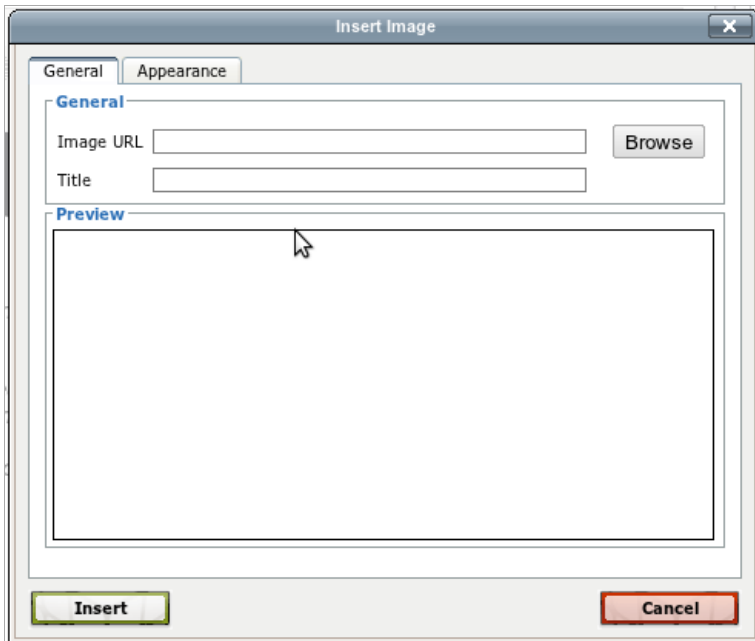 Insert Image
General Appearance
General
Image URL Browse
Title
Preview
Insert Cancel